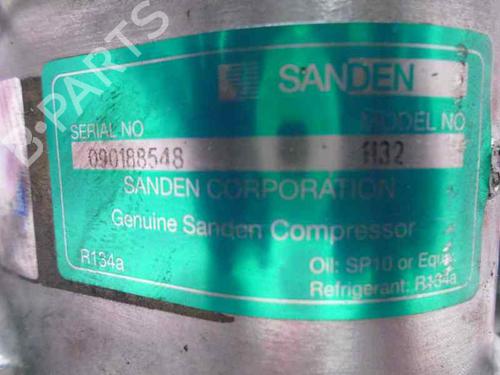 B-PARTS
SANDEN
SERIAL NO MODEL NO
090188548 1132
SANDEN CORPORATION
Genuine Sanden Compressor
R134a Oil: SP10 or Equ.
Refrigerant: R134a